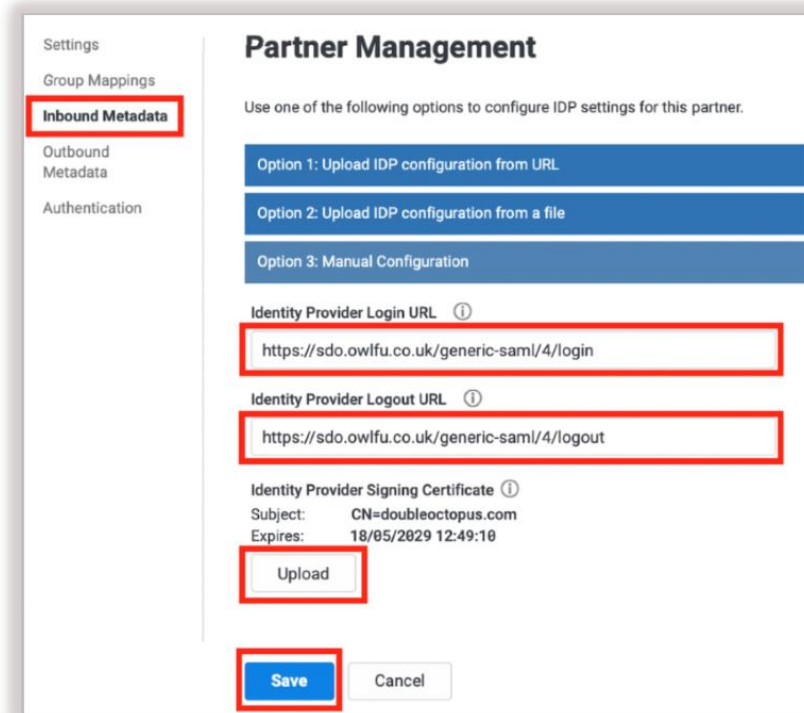 Settings
Group Mappings
Inbound Metadata
Outbound
Metadata
Authentication
Partner Management
Use one of the following options to configure IDP settings for this partner.
Option 1: Upload IDP configuration from URL
Option 2: Upload IDP configuration from a file
Option 3: Manual Configuration
Identity Provider Login URL
https://sdo.owlfu.co.uk/generic-saml/4/login
Identity Provider Logout URL
https://sdo.owlfu.co.uk/generic-saml/4/logout
Identity Provider Signing Certificate
Subject: CN=doubleoctopus.com
Expires: 18/05/2029 12:49:10
Upload
Save Cancel